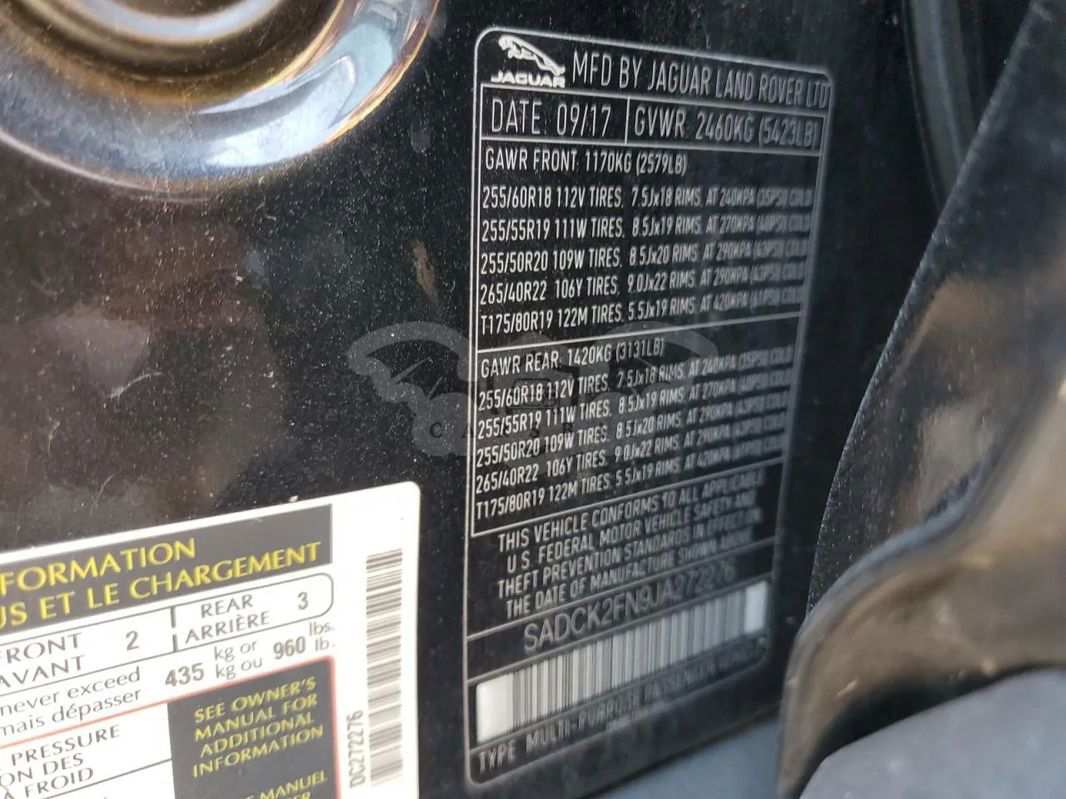 JAGUAR
MFD BY JAGUAR LAND ROVER LTD
DATE: 09/17 GVWR: 2460KG (5423LB)
GAWR FRONT: 1170KG (2579LB)
255/60R18 112V TIRES, 7.5Jx18 RIMS, AT 240KPA (35PSI) COLD
255/55R19 111W TIRES, 8.5Jx19 RIMS, AT 270KPA (40PSI) COLD
255/50R20 109W TIRES, 8.5Jx20 RIMS, AT 290KPA (43PSI) COLD
265/40R22 106Y TIRES, 9.0Jx22 RIMS, AT 290KPA (43PSI) COLD
T175/80R19 122M TIRES, 5.5Jx19 RIMS, AT 420KPA (61PSI) COLD
GAWR REAR: 1420KG (3131LB)
255/60R18 112V TIRES, 7.5Jx18 RIMS, AT 240KPA (35PSI) COLD
255/55R19 111W TIRES, 8.5Jx19 RIMS, AT 270KPA (40PSI) COLD
255/50R20 109W TIRES, 8.5Jx20 RIMS, AT 290KPA (43PSI) COLD
265/40R22 106Y TIRES, 9.0Jx22 RIMS, AT 290KPA (43PSI) COLD
T175/80R19 122M TIRES, 5.5Jx19 RIMS, AT 420KPA (61PSI) COLD
THIS VEHICLE CONFORMS TO ALL APPLICABLE
U.S. FEDERAL MOTOR VEHICLE SAFETY AND
THEFT PREVENTION STANDARDS IN EFFECT ON
THE DATE OF MANUFACTURE SHOWN ABOVE
SADCK2FN9JA272276
TYPE: MULTI-PURPOSE PASSENGER VEHICLES
FORMATION
US ET LE CHARGEMENT
FRONT 2 REAR 3
AVANT ARRIÈRE
never exceed 435 kg or 960 lbs.
mais dépasser kg ou lb.
PRESSURE
ON DES
À FROID
SEE OWNER'S
MANUAL FOR
ADDITIONAL
INFORMATION
MANUEL
DC272276